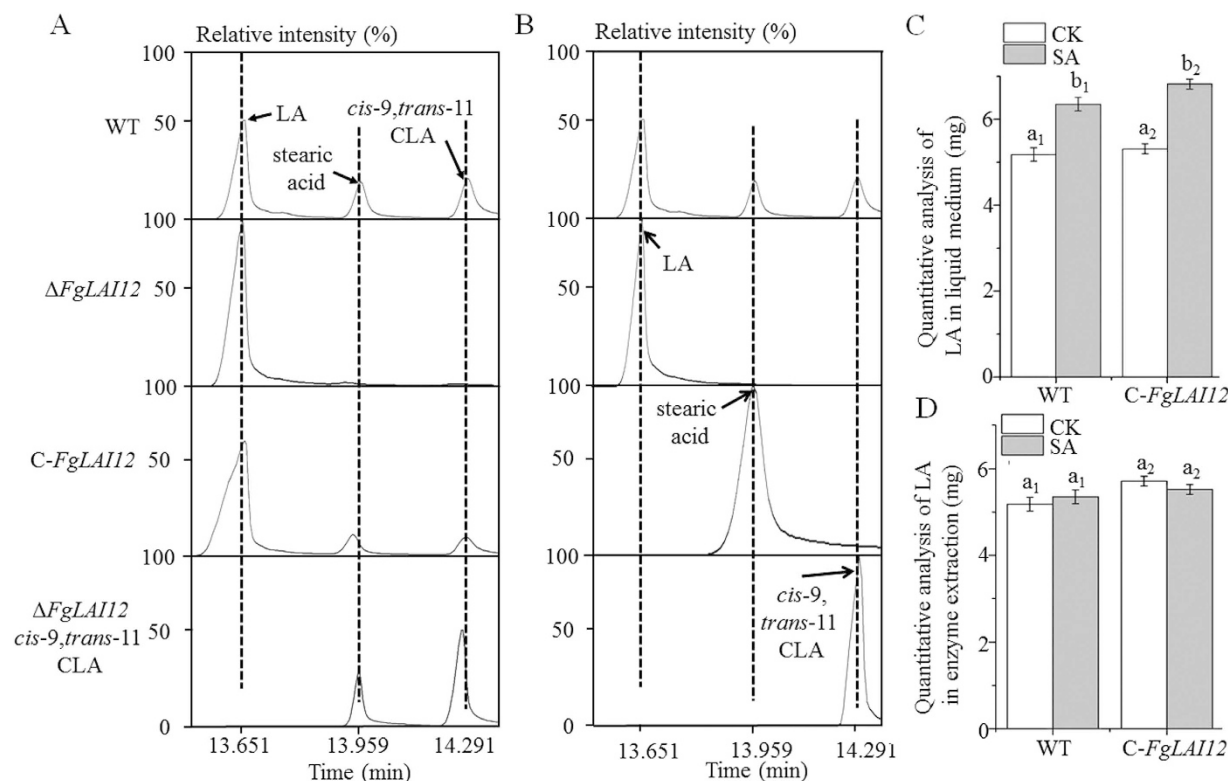 A
Relative intensity (%)
100
WT
50
LA
stearic
acid
cis-9,trans-11
CLA
100
ΔFgLAI12
50
100
C-FgLAI12
50
100
ΔFgLAI12
cis-9,trans-11
CLA
50
0
13.651
13.959
14.291
Time (min)
B
Relative intensity (%)
100
50
100
LA
50
100
stearic
acid
50
100
cis-9,
trans-11
CLA
50
0
13.651
13.959
14.291
Time (min)
C
CK
SA
Quantitative analysis of
LA in liquid medium (mg)
6
4
2
6
0
a1
b1
a2
b2
WT
C-FgLAI12
D
CK
SA
Quantitative analysis of LA
in enzyme extraction (mg)
6
4
2
0
a1
a1
a2
a2
WT
C-FgLAI12